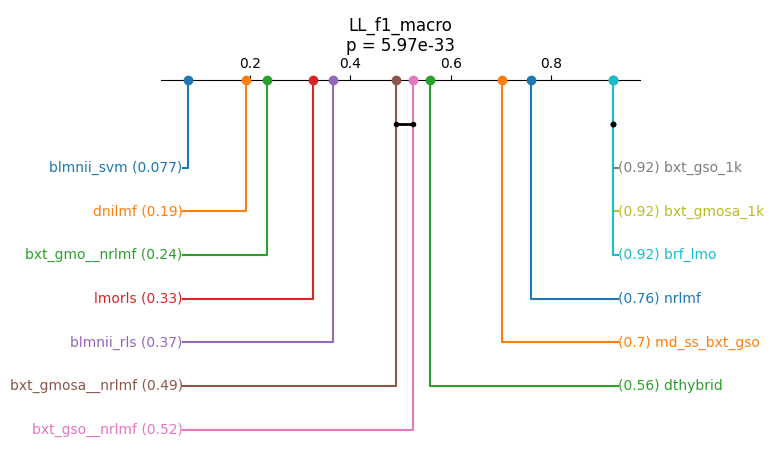 LL_f1_macro
p = 5.97e-33
0.2 0.4 0.6 0.8
blmnii_svm (0.077)
dnilmf (0.19)
bxt_gmo__nrlmf (0.24)
lmorls (0.33)
blmnii_rls (0.37)
bxt_gmosa__nrlmf (0.49)
bxt_gso__nrlmf (0.52)
(0.92) bxt_gso_1k
(0.92) bxt_gmosa_1k
(0.92) brf_lmo
(0.76) nrlmf
(0.7) md_ss_bxt_gso
(0.56) dthybrid